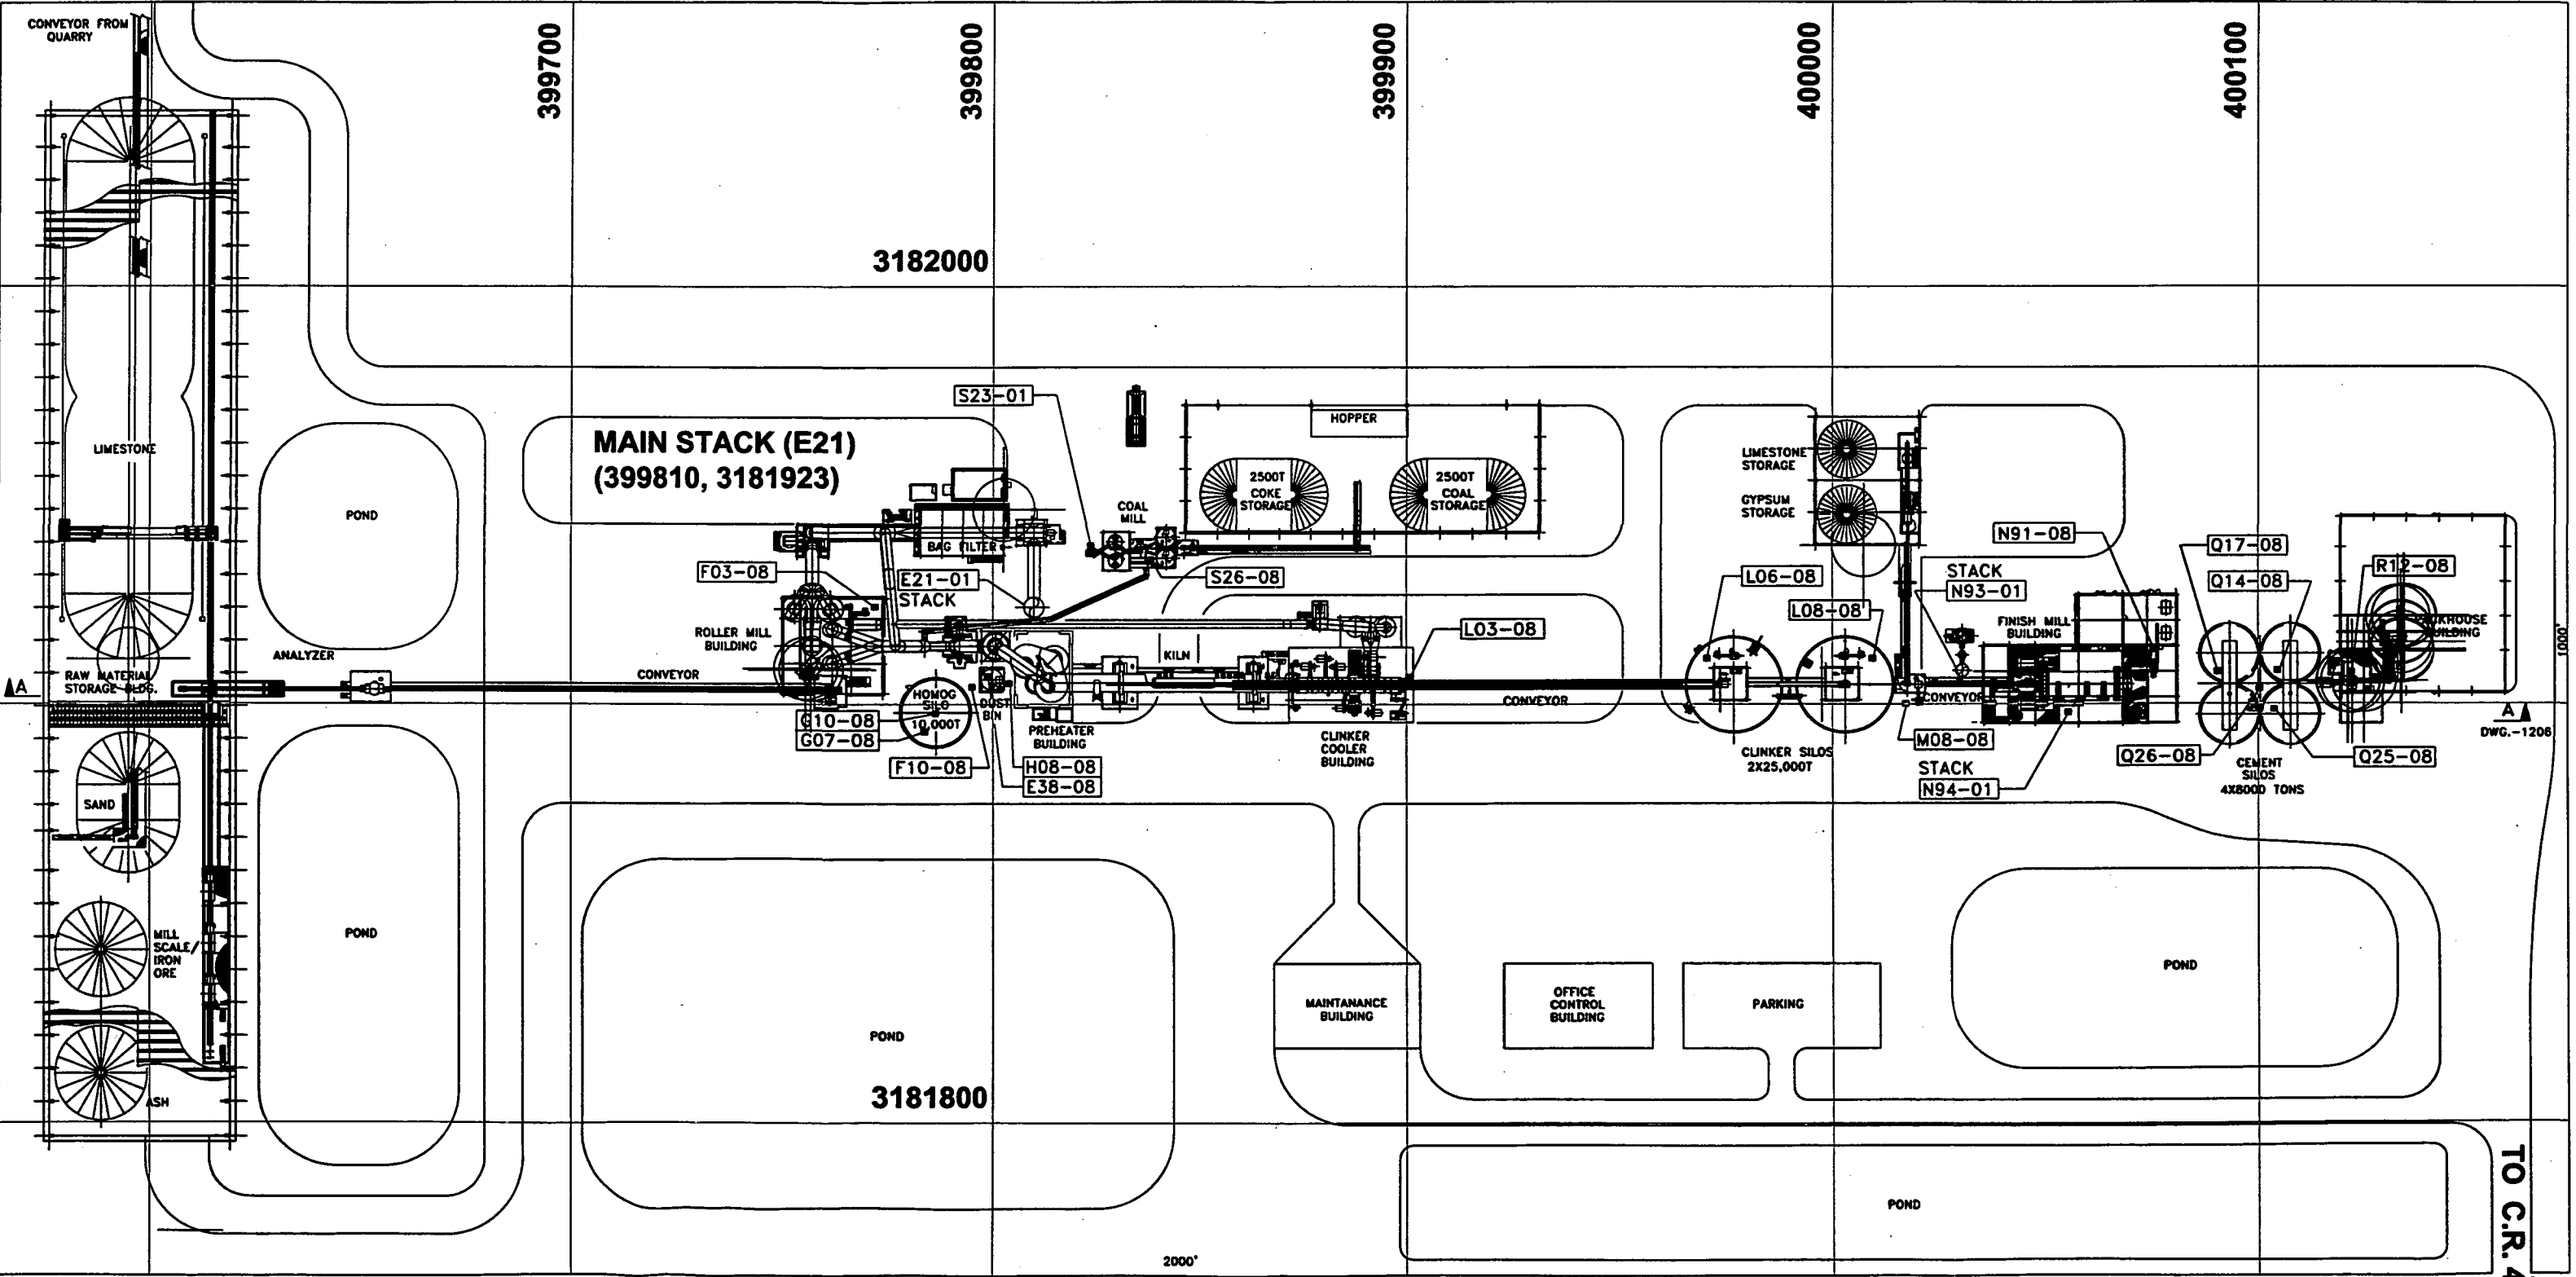 CONVEYOR FROM
QUARRY
399700
399800
399900
400000
400100
3182000
S23-01
MAIN STACK (E21)
(399810, 3181923)
HOPPER
LIMESTONE
LIMESTONE
STORAGE
2500T
COKE
STORAGE
2500T
COAL
STORAGE
GYPSUM
STORAGE
POND
COAL
MILL
BAG FILTER
N91-08
Q17-08
F03-08
E21-01
STACK
S26-08
L06-08
STACK
N93-01
Q14-08
R12-08
L08-08
ROLLER MILL
BUILDING
L03-08
FINISH MILL
BUILDING
BUILDING
1000'
ANALYZER
KILN
RAW MATERIAL
STORAGE BLDG.
A
CONVEYOR
HOMOG
SILO
10,000T
DUST
BIN
CONVEYOR
CONVEYOR
A
DWG.-1206
G07-08
PREHEATER
BUILDING
CLINKER
COOLER
BUILDING
M08-08
CLINKER SILOS
2X25,000T
F10-08
H08-08
E38-08
STACK
N94-01
Q26-08
CEMENT
SILOS
4X8000 TONS
Q25-08
SAND
MILL
SCALE/
IRON
ORE
POND
POND
MAINTANANCE
BUILDING
OFFICE
CONTROL
BUILDING
PARKING
POND
ASH
3181800
POND
TO C.R. 4
2000'